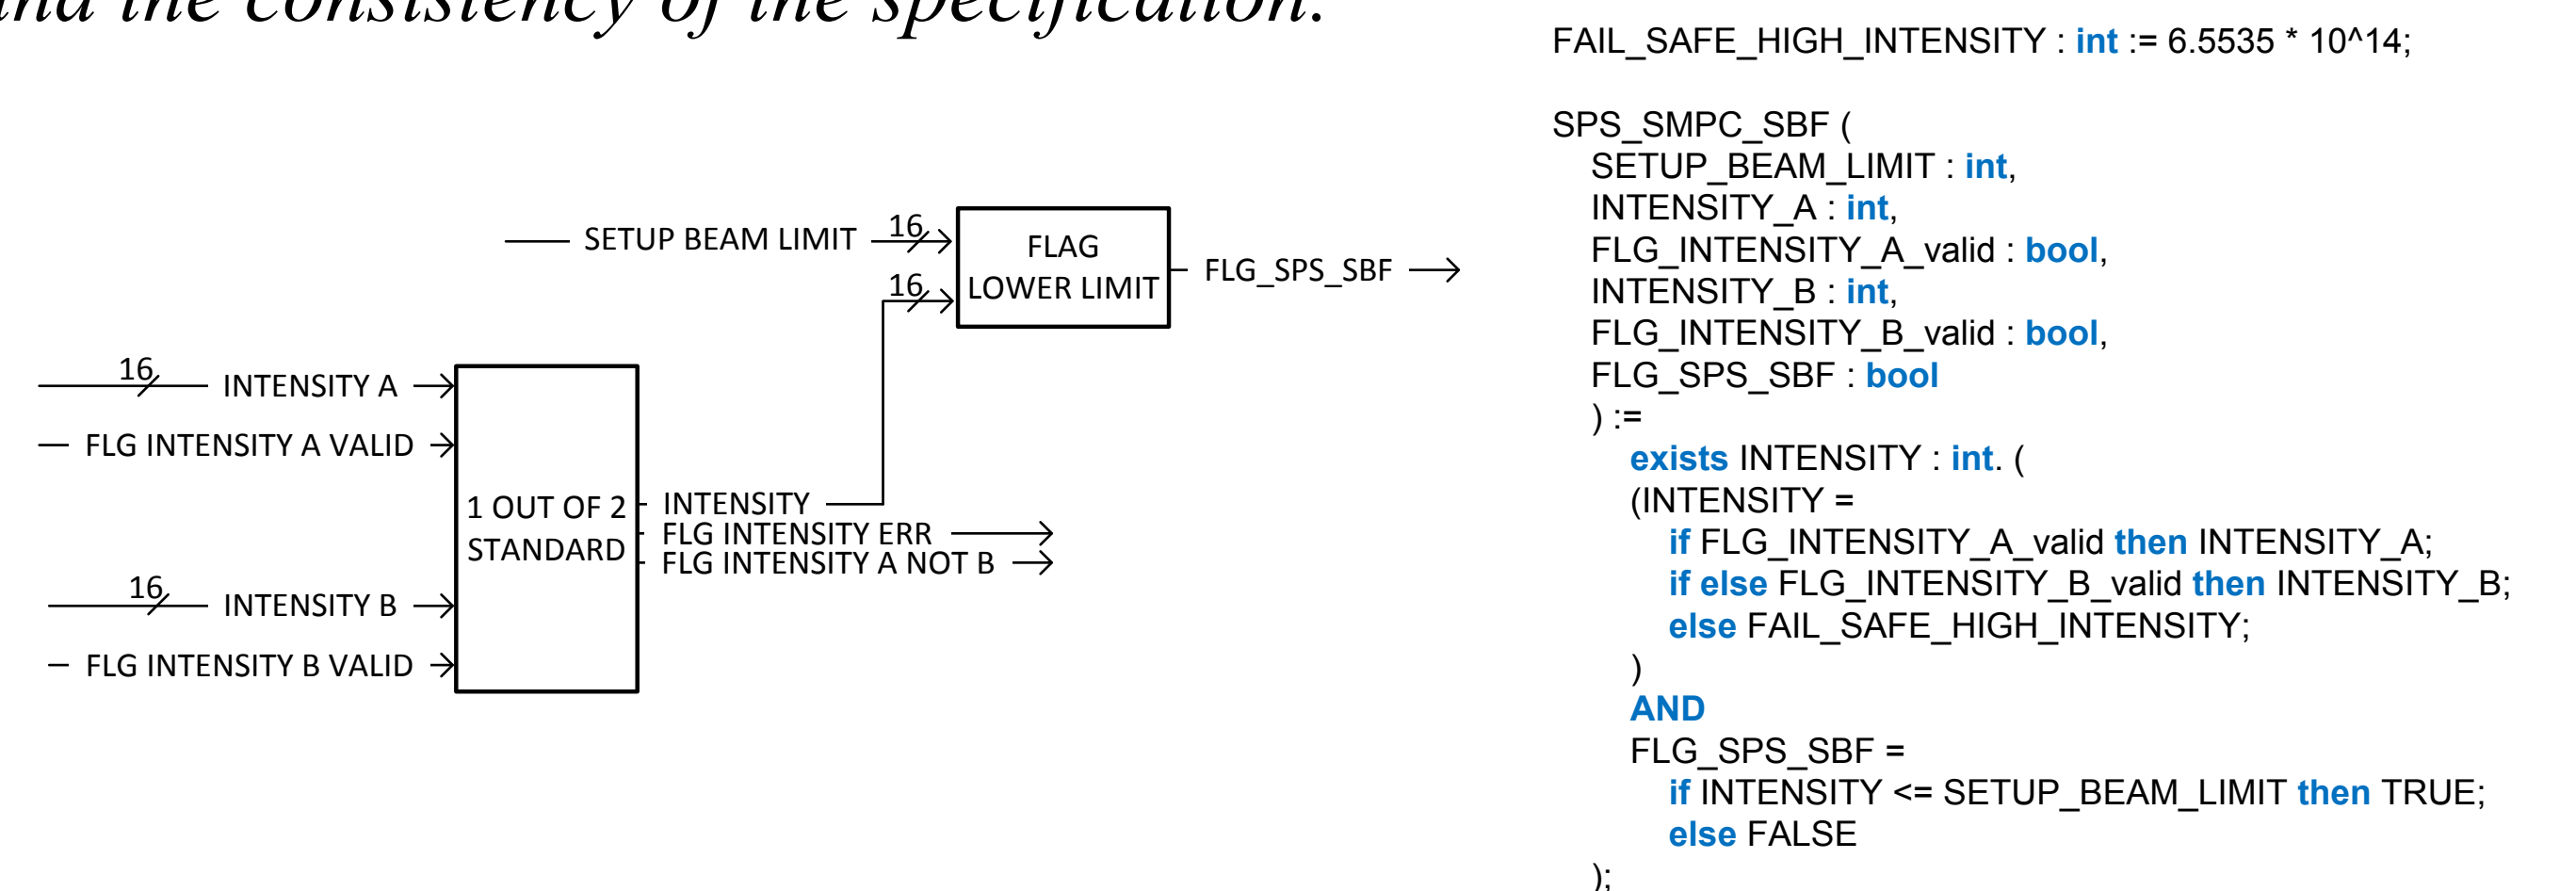 and the consistency of the specification.
SETUP BEAM LIMIT
16
16
FLAG
LOWER LIMIT
FLG_SPS_SBF
16
INTENSITY A
FLG INTENSITY A VALID
1 OUT OF 2
STANDARD
INTENSITY
FLG INTENSITY ERR
FLG INTENSITY A NOT B
16
INTENSITY B
FLG INTENSITY B VALID
FAIL_SAFE_HIGH_INTENSITY : int := 6.5535 * 10^14;
SPS_SMPC_SBF (
SETUP_BEAM_LIMIT : int,
INTENSITY_A : int,
FLG_INTENSITY_A_valid : bool,
INTENSITY_B : int,
FLG_INTENSITY_B_valid : bool,
FLG_SPS_SBF : bool
) :=
exists INTENSITY : int. (
(INTENSITY =
if FLG_INTENSITY_A_valid then INTENSITY_A;
if else FLG_INTENSITY_B_valid then INTENSITY_B;
else FAIL_SAFE_HIGH_INTENSITY;
)
AND
FLG_SPS_SBF =
if INTENSITY <= SETUP_BEAM_LIMIT then TRUE;
else FALSE
);